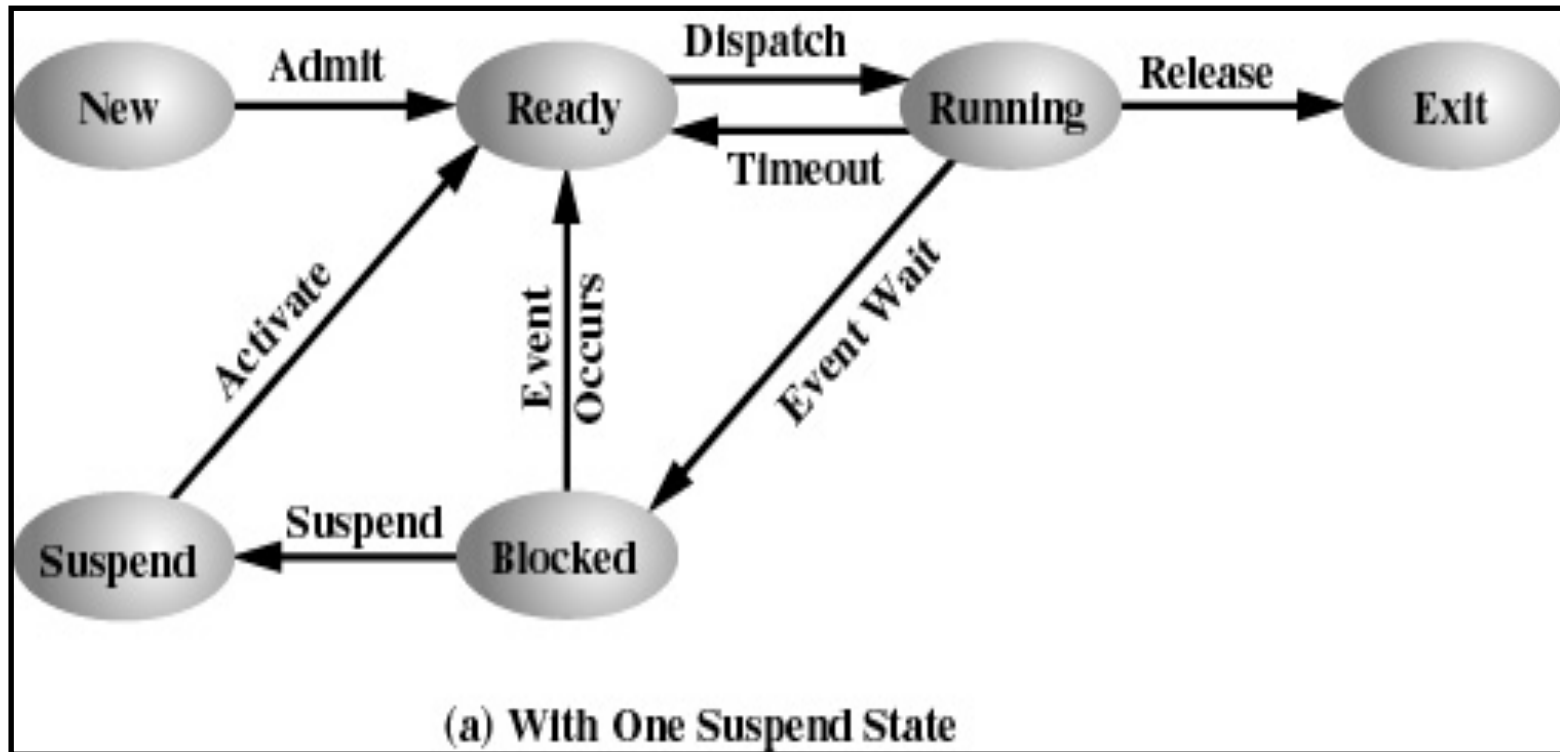 Dispatch
Admit
Release
New
Ready
Running
Exit
Timeout
Activate
Event
Occurs
Event Wait
Suspend
Suspend
Blocked
(a) With One Suspend State